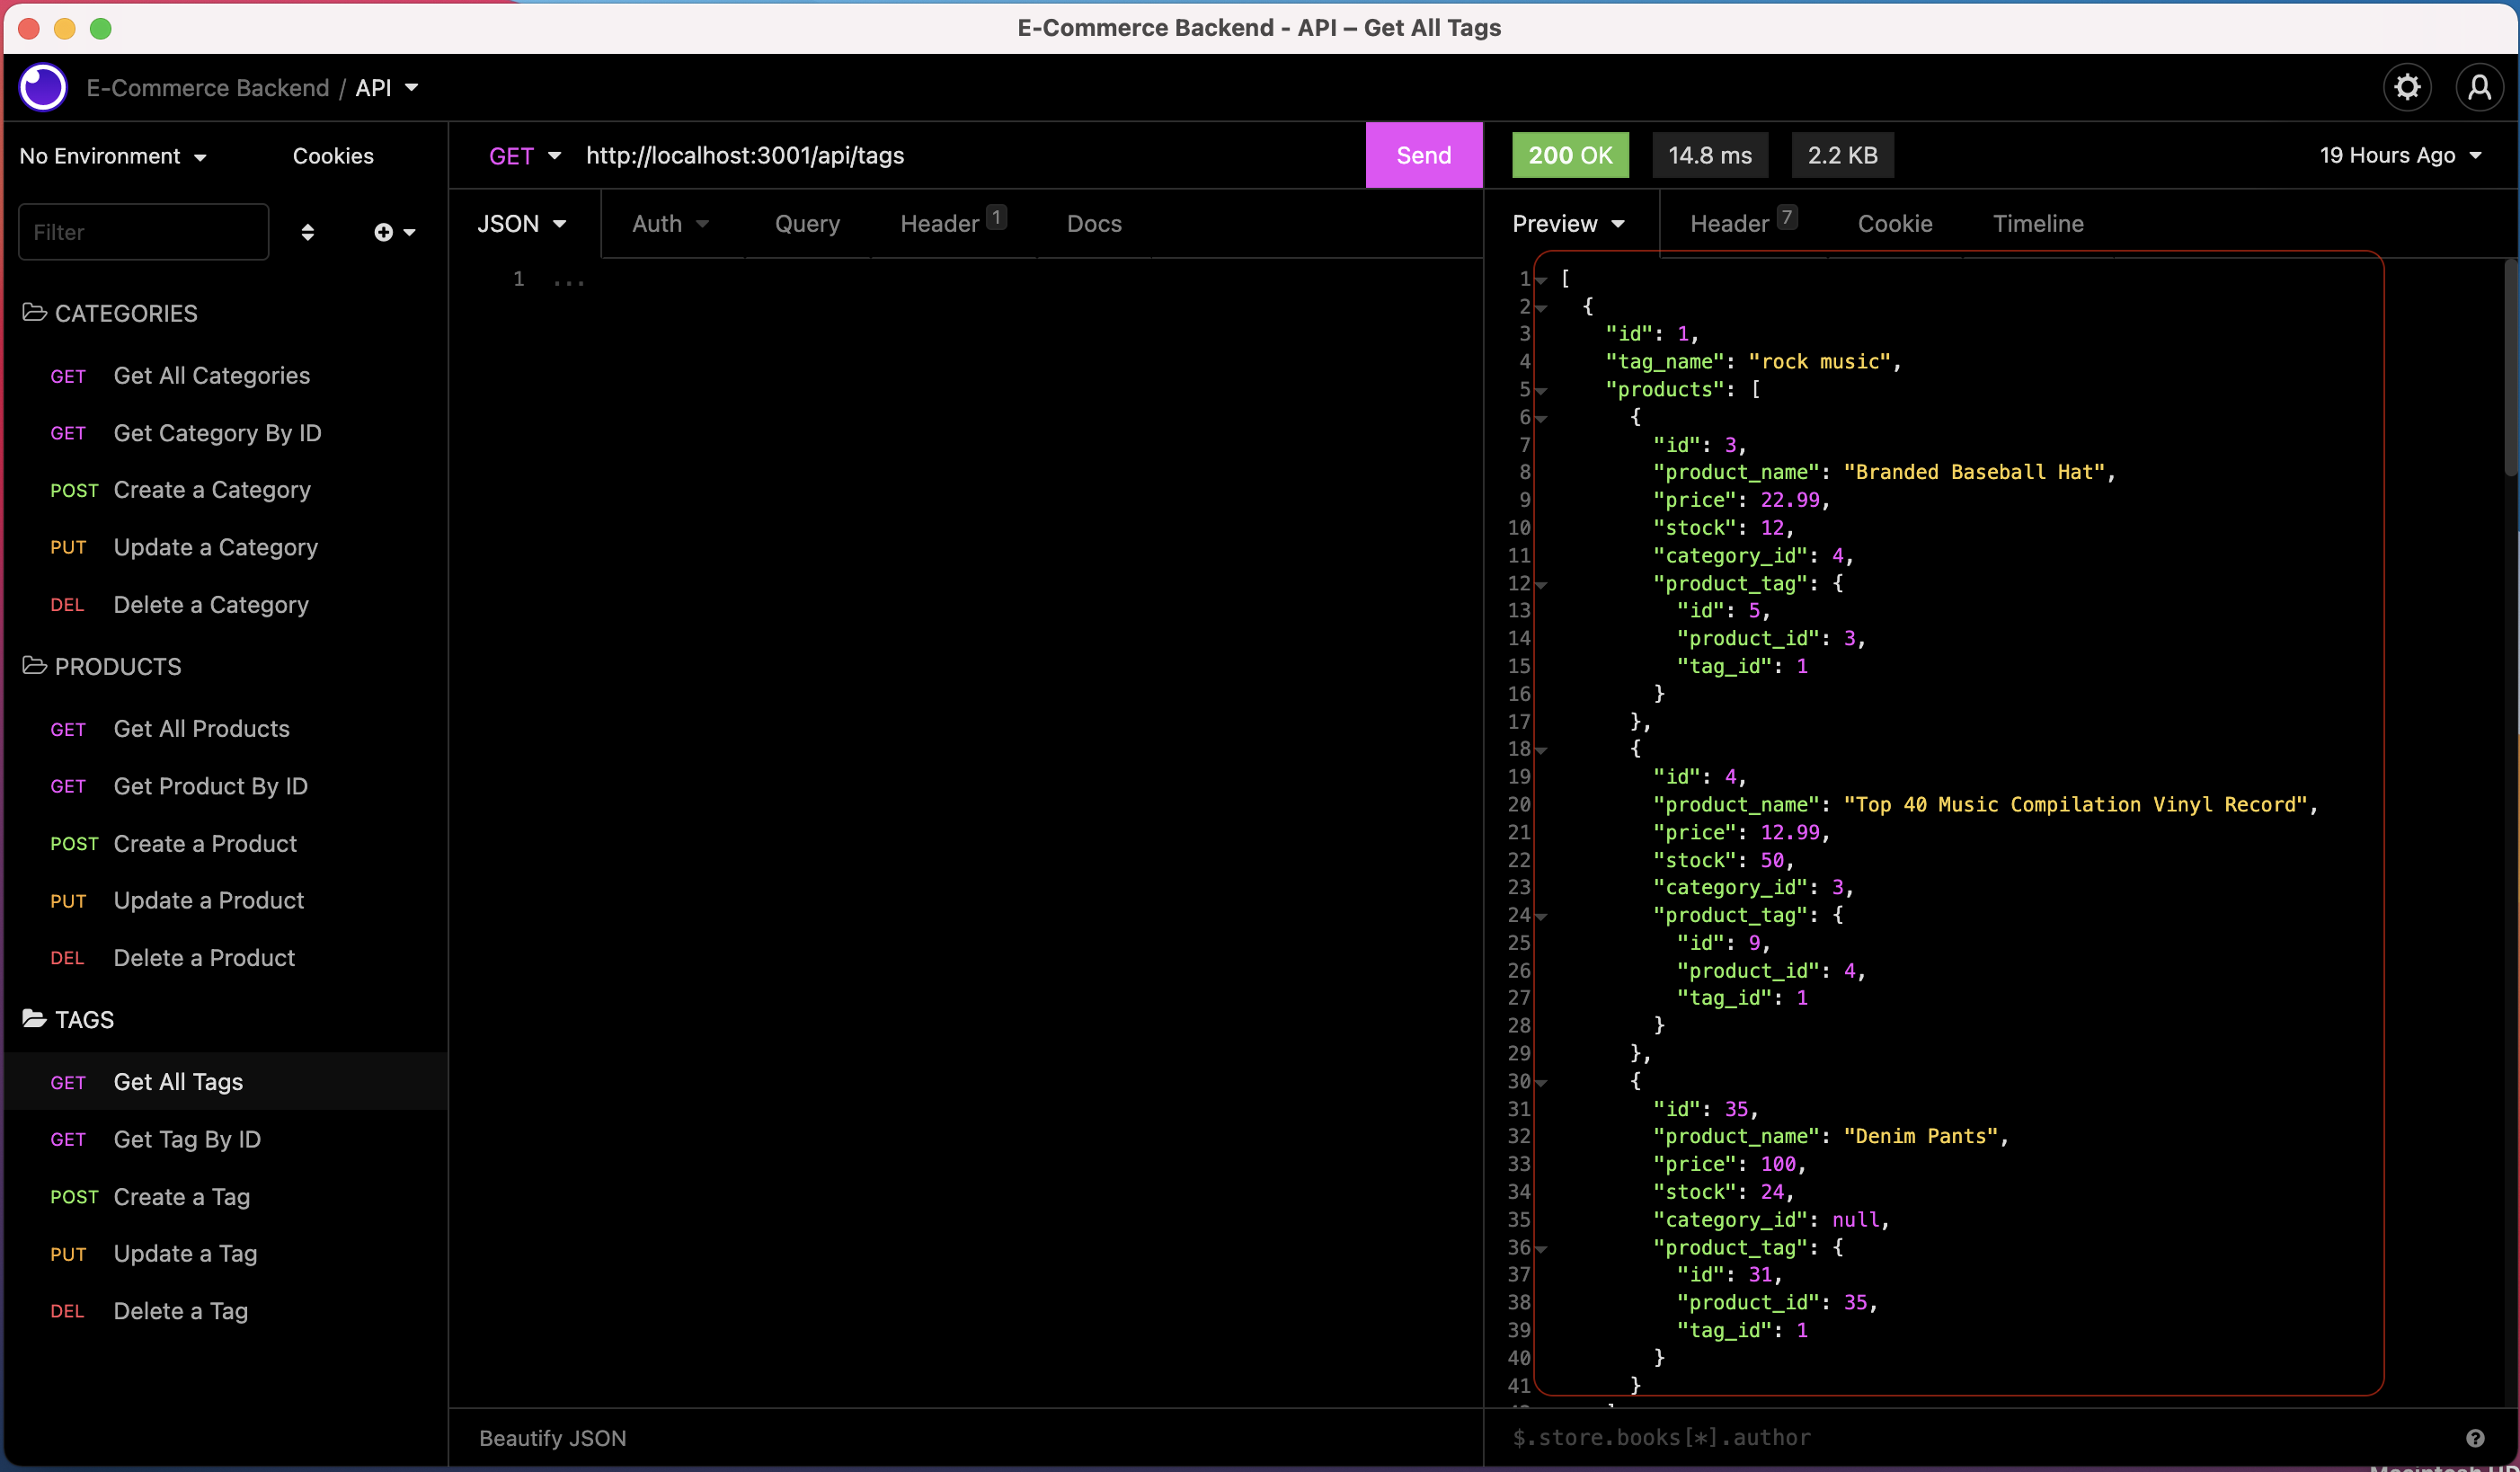 E-Commerce Backend - API – Get All Tags
E-Commerce Backend / API
No Environment
Cookies
Filter
CATEGORIES
GET Get All Categories
GET Get Category By ID
POST Create a Category
PUT Update a Category
DEL Delete a Category
PRODUCTS
GET Get All Products
GET Get Product By ID
POST Create a Product
PUT Update a Product
DEL Delete a Product
TAGS
GET Get All Tags
GET Get Tag By ID
POST Create a Tag
PUT Update a Tag
DEL Delete a Tag
GET http://localhost:3001/api/tags Send
JSON Auth Query Header 1 Docs
1 ...
Beautify JSON
200 OK 14.8 ms 2.2 KB 19 Hours Ago
Preview Header 7 Cookie Timeline
1 [
2 {
3 "id": 1,
4 "tag_name": "rock music",
5 "products": [
6 {
7 "id": 3,
8 "product_name": "Branded Baseball Hat",
9 "price": 22.99,
10 "stock": 12,
11 "category_id": 4,
12 "product_tag": {
13 "id": 5,
14 "product_id": 3,
15 "tag_id": 1
16 }
17 },
18 {
19 "id": 4,
20 "product_name": "Top 40 Music Compilation Vinyl Record",
21 "price": 12.99,
22 "stock": 50,
23 "category_id": 3,
24 "product_tag": {
25 "id": 9,
26 "product_id": 4,
27 "tag_id": 1
28 }
29 },
30 {
31 "id": 35,
32 "product_name": "Denim Pants",
33 "price": 100,
34 "stock": 24,
35 "category_id": null,
36 "product_tag": {
37 "id": 31,
38 "product_id": 35,
39 "tag_id": 1
40 }
41 }
$.store.books[*].author